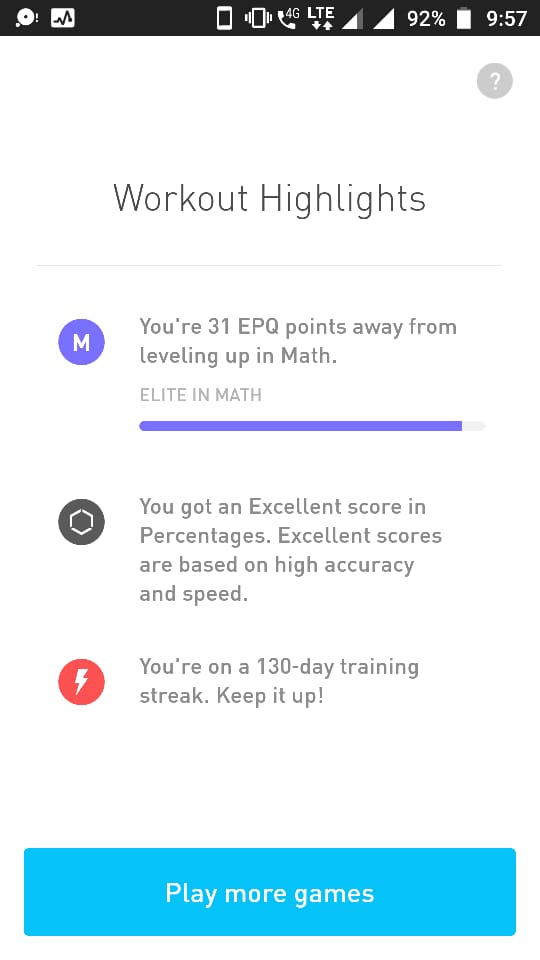 4G LTE 92% 9:57
?
Workout Highlights
M
You're 31 EPQ points away from
leveling up in Math.
ELITE IN MATH
You got an Excellent score in
Percentages. Excellent scores
are based on high accuracy
and speed.
You're on a 130-day training
streak. Keep it up!
Play more games